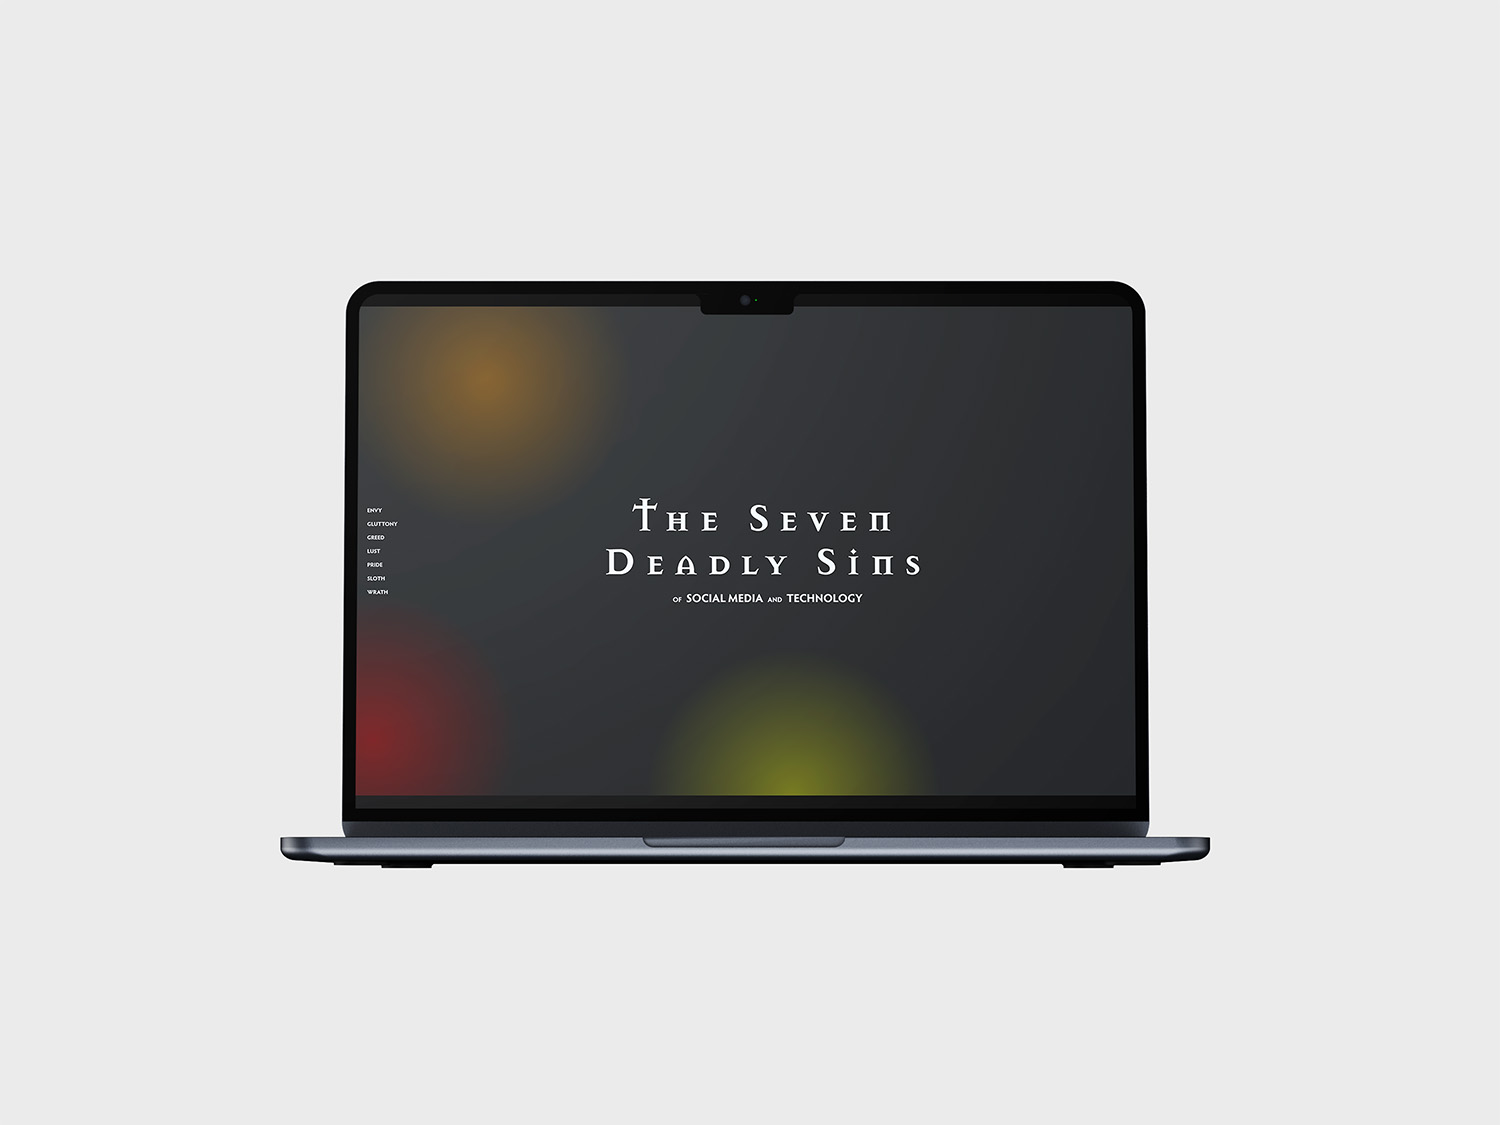 The Seven
Deadly Sins
OF SOCIAL MEDIA AND TECHNOLOGY
ENVY
GLUTTONY
GREED
LUST
PRIDE
SLOTH
WRATH